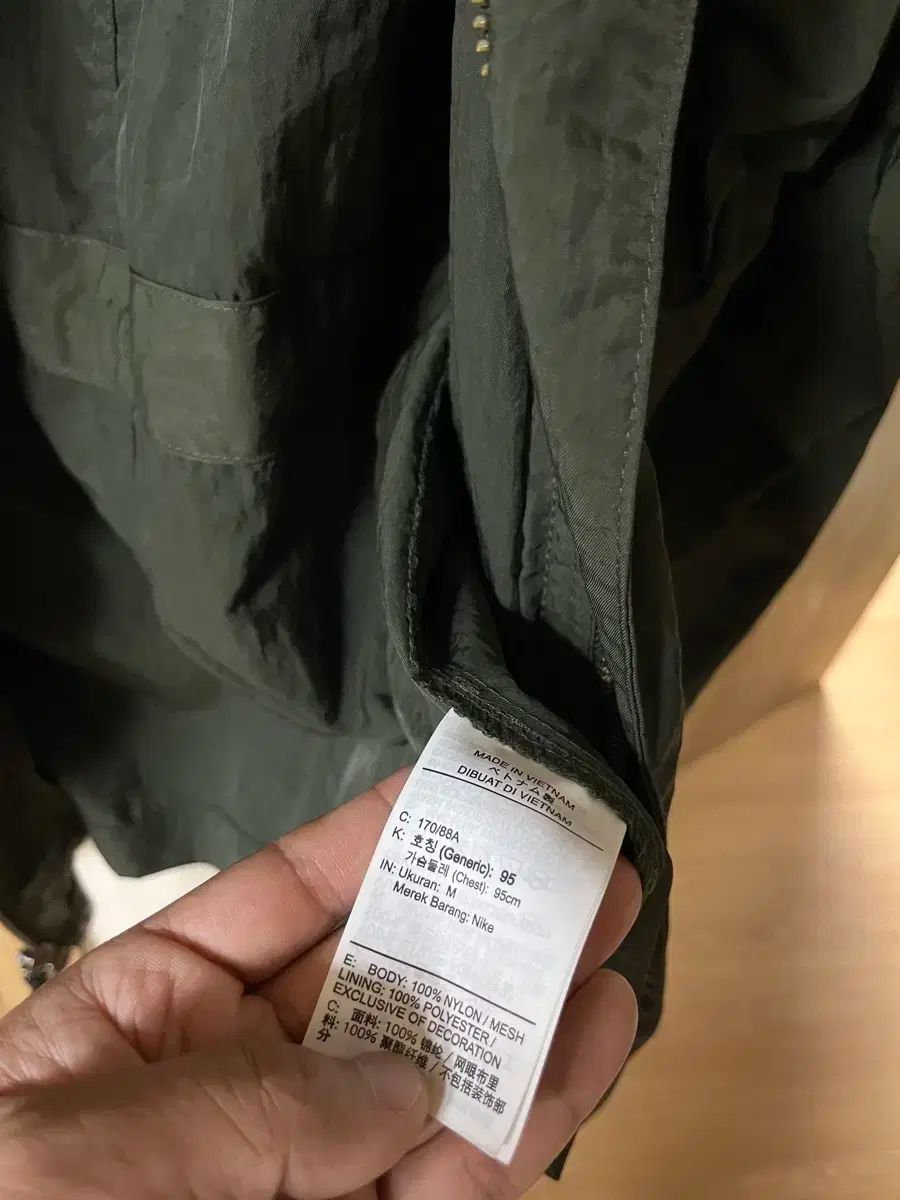 MADE IN VIETNAM
ベトナム製
DIBUAT DI VIETNAM
C: 170/88A
K: 호칭 (Generic): 95
가슴둘레 (Chest): 95cm
IN: Ukuran: M
Merek Barang: Nike
E: BODY: 100% NYLON / MESH
LINING: 100% POLYESTER /
EXCLUSIVE OF DECORATION
C: 面料: 100% 锦纶 / 网眼布里
料: 100% 聚酯纤维 / 不包括装饰部
分